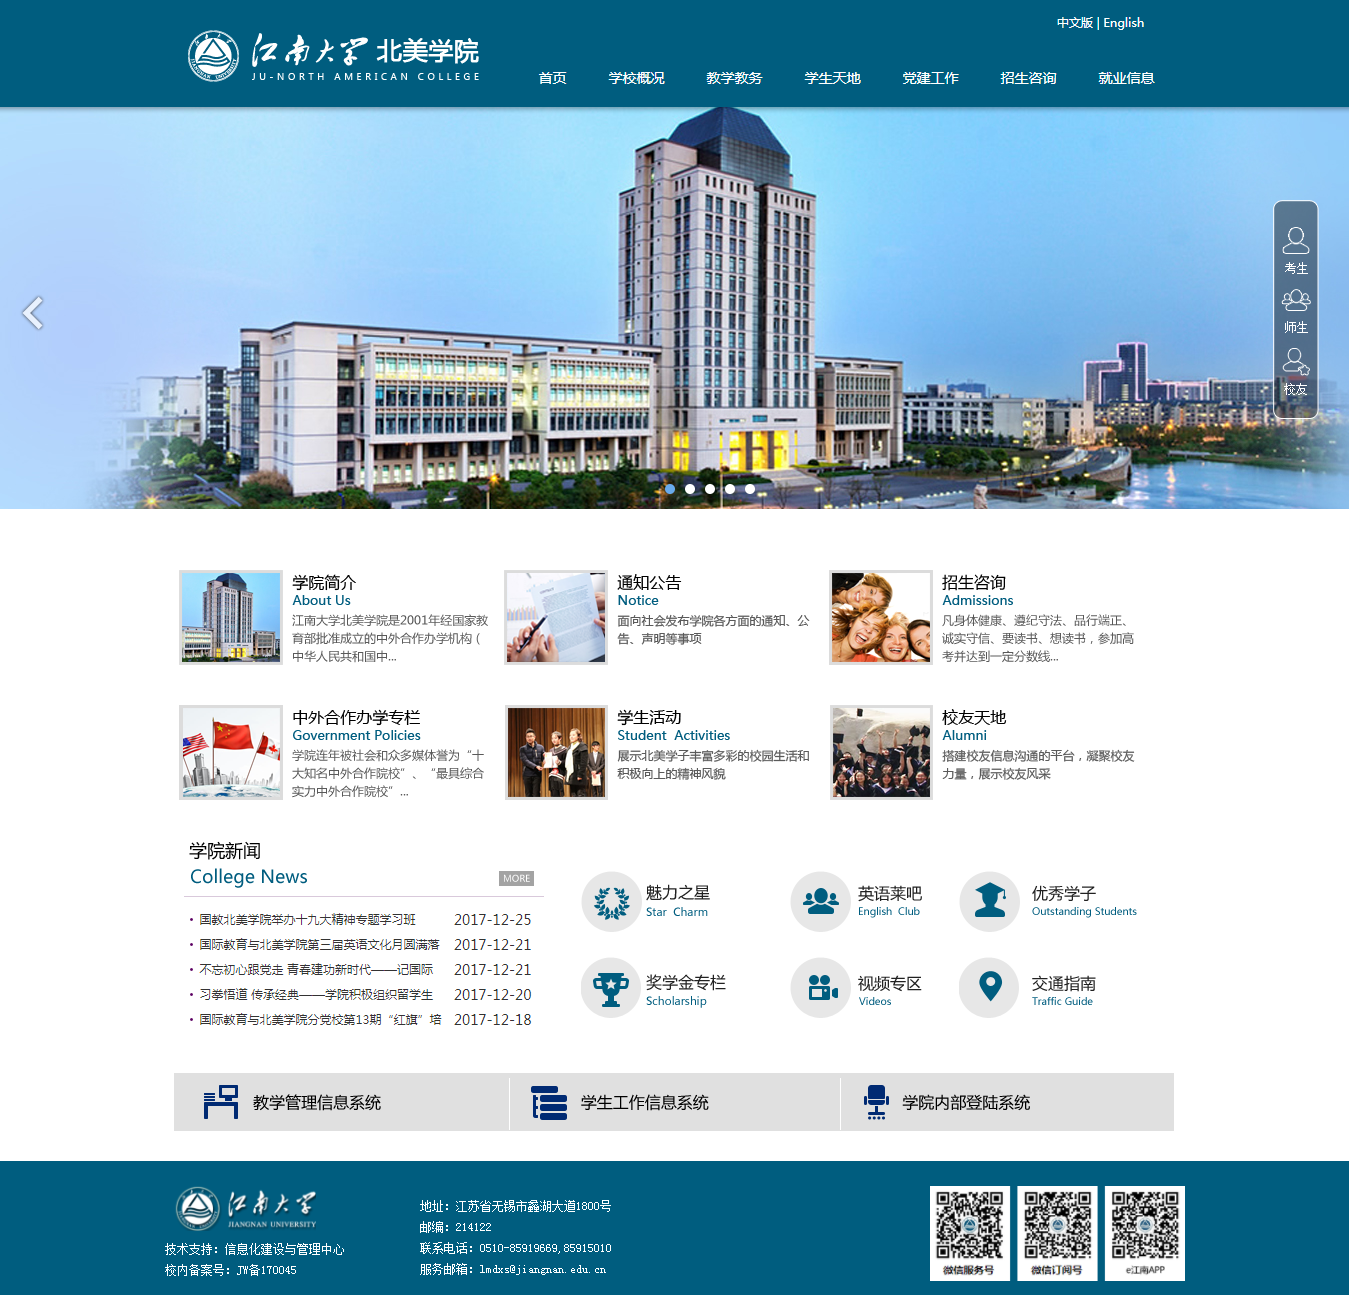 中文版 | English
江南大学 北美学院
JU-NORTH AMERICAN COLLEGE
首页 学校概况 教学教务 学生天地 党建工作 招生咨询 就业信息
考生
师生
校友
学院简介
About Us
江南大学北美学院是2001年经国家教
育部批准成立的中外合作办学机构（
中华人民共和国中...
通知公告
Notice
面向社会发布学院各方面的通知、公
告、声明等事项
招生咨询
Admissions
凡身体健康、遵纪守法、品行端正、
诚实守信、要读书、想读书，参加高
考并达到一定分数线...
中外合作办学专栏
Government Policies
学院连年被社会和众多媒体誉为“十
大知名中外合作院校”、“最具综合
实力中外合作院校”...
学生活动
Student Activities
展示北美学子丰富多彩的校园生活和
积极向上的精神风貌
校友天地
Alumni
搭建校友信息沟通的平台，凝聚校友
力量，展示校友风采
学院新闻
College News
MORE
• 国教北美学院举办十九大精神专题学习班 2017-12-25
• 国际教育与北美学院第三届英语文化月圆满落 2017-12-21
• 不忘初心跟党走 青春建功新时代——记国际 2017-12-21
• 习拳悟道 传承经典——学院积极组织留学生 2017-12-20
• 国际教育与北美学院分党校第13期“红旗”培 2017-12-18
魅力之星
Star Charm
英语莱吧
English Club
优秀学子
Outstanding Students
奖学金专栏
Scholarship
视频专区
Videos
交通指南
Traffic Guide
教学管理信息系统
学生工作信息系统
学院内部登陆系统
江南大学
JIANGNAN UNIVERSITY
技术支持：信息化建设与管理中心
校内备案号：JW备170045
地址：江苏省无锡市蠡湖大道1800号
邮编：214122
联系电话：0510-85919669,85915010
服务邮箱：lmdxs@jiangnan.edu.cn
微信服务号
微信订阅号
e江南APP